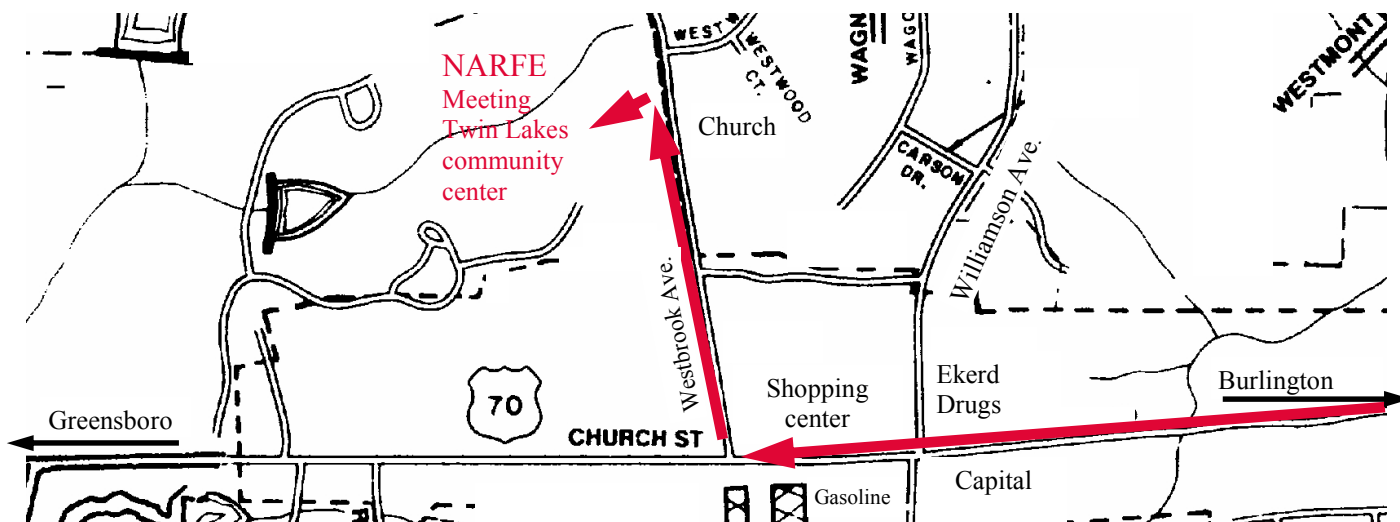 NARFE
Meeting
Twin Lakes
community
center
WEST
WESTWOOD
CT.
WAGN
WAGO
WESTMONT
Church
CARSON
DR.
Williamson Ave.
Westbrook Ave.
Shopping
center
Ekerd
Drugs
Burlington
Greensboro
70
CHURCH ST
Gasoline
Capital